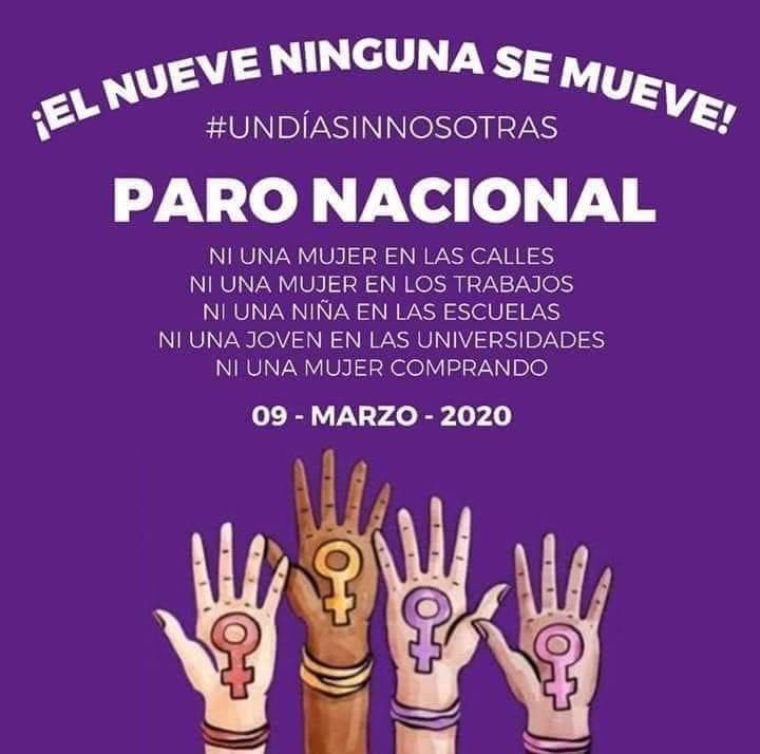 ¡EL NUEVE NINGUNA SE MUEVE!
#UNDÍASINNOSOTRAS
PARO NACIONAL
NI UNA MUJER EN LAS CALLES
NI UNA MUJER EN LOS TRABAJOS
NI UNA NIÑA EN LAS ESCUELAS
NI UNA JOVEN EN LAS UNIVERSIDADES
NI UNA MUJER COMPRANDO
09 - MARZO - 2020